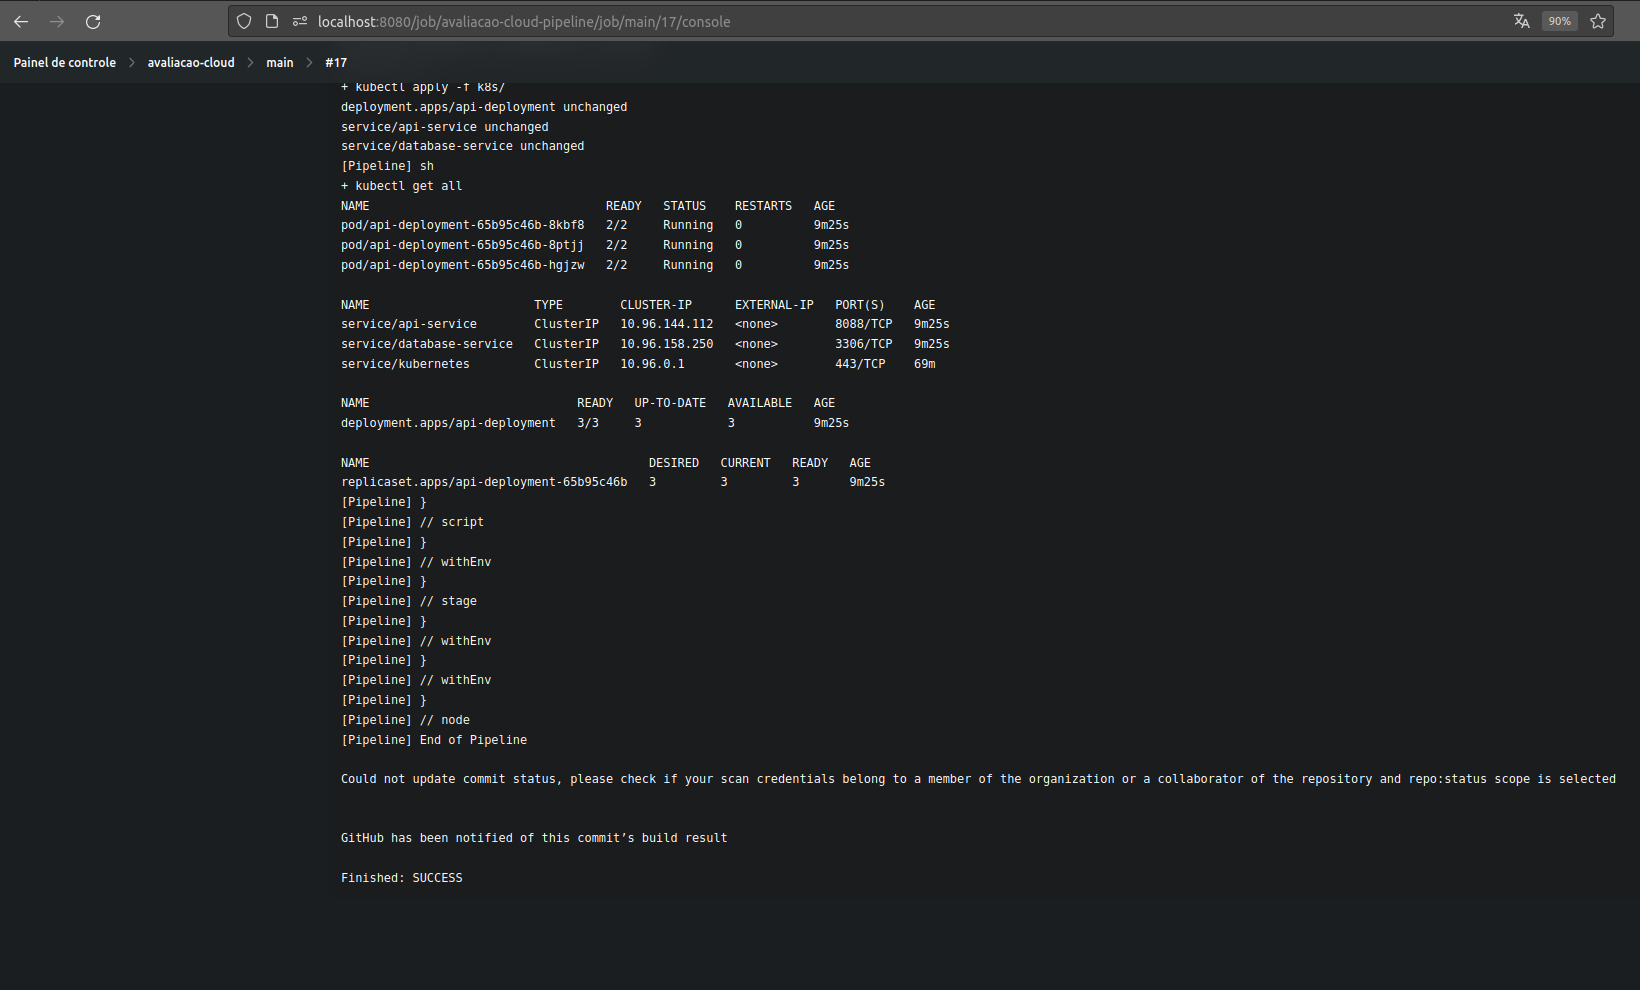 localhost:8080/job/avaliacao-cloud-pipeline/job/main/17/console
90%
Painel de controle > avaliacao-cloud > main > #17
+ kubectl apply -f k8s/
deployment.apps/api-deployment unchanged
service/api-service unchanged
service/database-service unchanged
[Pipeline] sh
+ kubectl get all
NAME READY STATUS RESTARTS AGE
pod/api-deployment-65b95c46b-8kbf8 2/2 Running 0 9m25s
pod/api-deployment-65b95c46b-8ptjj 2/2 Running 0 9m25s
pod/api-deployment-65b95c46b-hgjzw 2/2 Running 0 9m25s
NAME TYPE CLUSTER-IP EXTERNAL-IP PORT(S) AGE
service/api-service ClusterIP 10.96.144.112 <none> 8088/TCP 9m25s
service/database-service ClusterIP 10.96.158.250 <none> 3306/TCP 9m25s
service/kubernetes ClusterIP 10.96.0.1 <none> 443/TCP 69m
NAME READY UP-TO-DATE AVAILABLE AGE
deployment.apps/api-deployment 3/3 3 3 9m25s
NAME DESIRED CURRENT READY AGE
replicaset.apps/api-deployment-65b95c46b 3 3 3 9m25s
[Pipeline] }
[Pipeline] // script
[Pipeline] }
[Pipeline] // withEnv
[Pipeline] }
[Pipeline] // stage
[Pipeline] }
[Pipeline] // withEnv
[Pipeline] }
[Pipeline] // withEnv
[Pipeline] }
[Pipeline] // node
[Pipeline] End of Pipeline
Could not update commit status, please check if your scan credentials belong to a member of the organization or a collaborator of the repository and repo:status scope is selected
GitHub has been notified of this commit’s build result
Finished: SUCCESS